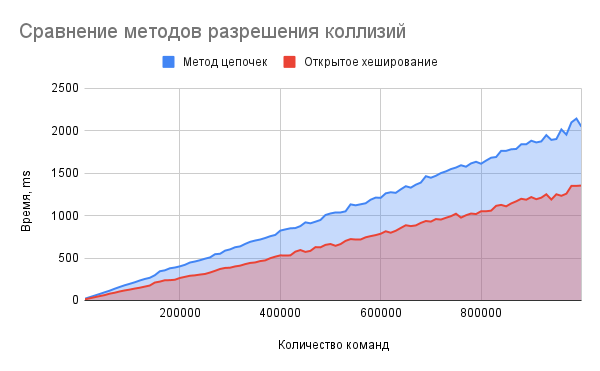 Сравнение методов разрешения коллизий
Метод цепочек Открытое хеширование
2500
2000
1500
1000
500
0
Время, ms
200000 400000 600000 800000
Количество команд